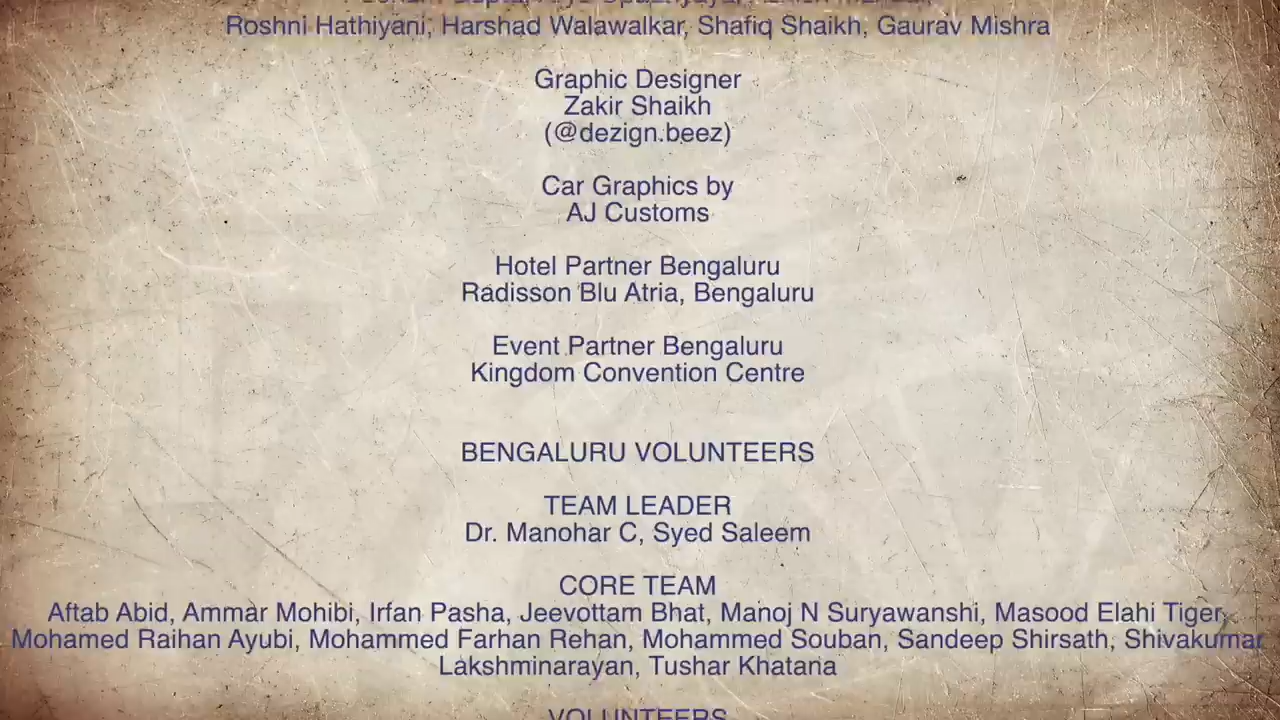 Roshni Hathiyani, Harshad Walawalkar, Shafiq Shaikh, Gaurav Mishra
Graphic Designer
Zakir Shaikh
(@dezign.beez)
Car Graphics by
AJ Customs
Hotel Partner Bengaluru
Radisson Blu Atria, Bengaluru
Event Partner Bengaluru
Kingdom Convention Centre
BENGALURU VOLUNTEERS
TEAM LEADER
Dr. Manohar C, Syed Saleem
CORE TEAM
Aftab Abid, Ammar Mohibi, Irfan Pasha, Jeevottam Bhat, Manoj N Suryawanshi, Masood Elahi Tiger,
Mohamed Raihan Ayubi, Mohammed Farhan Rehan, Mohammed Souban, Sandeep Shirsath, Shivakumar
Lakshminarayan, Tushar Khatana
VOLUNTEERS